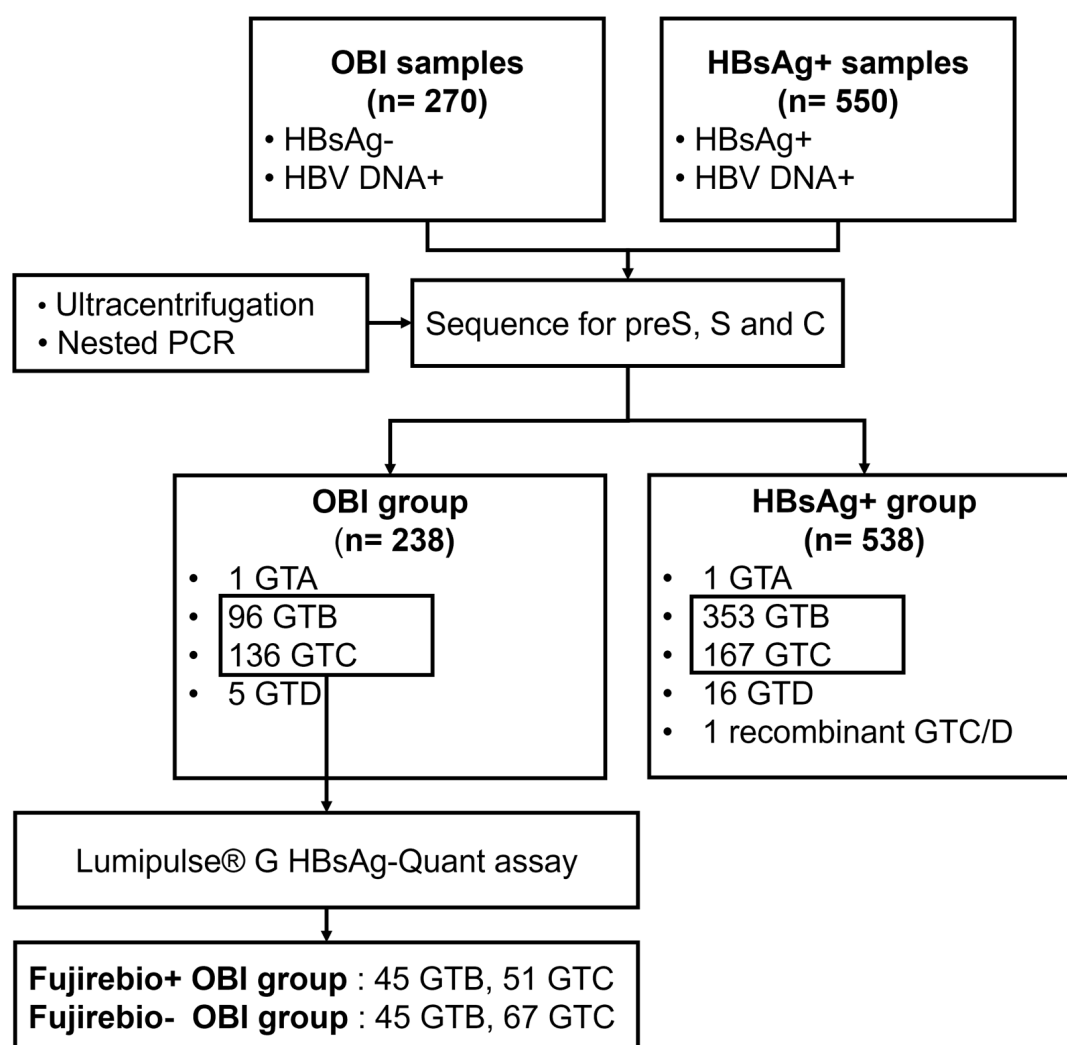 OBI samples
(n= 270)
• HBsAg-
• HBV DNA+
HBsAg+ samples
(n= 550)
• HBsAg+
• HBV DNA+
• Ultracentrifugation
• Nested PCR
Sequence for preS, S and C
OBI group
(n= 238)
• 1 GTA
• 96 GTB
• 136 GTC
• 5 GTD
HBsAg+ group
(n= 538)
• 1 GTA
• 353 GTB
• 167 GTC
• 16 GTD
• 1 recombinant GTC/D
Lumipulse® G HBsAg-Quant assay
Fujirebio+ OBI group : 45 GTB, 51 GTC
Fujirebio- OBI group : 45 GTB, 67 GTC